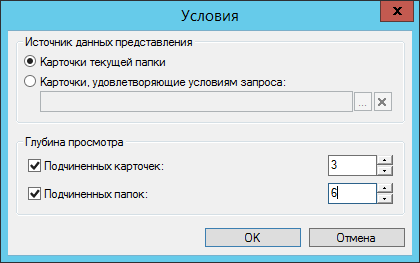 Условия
Источник данных представления
Карточки текущей папки
Карточки, удовлетворяющие условиям запроса:
...
Глубина просмотра
Подчиненных карточек: 3
Подчиненных папок: 6
OK Отмена